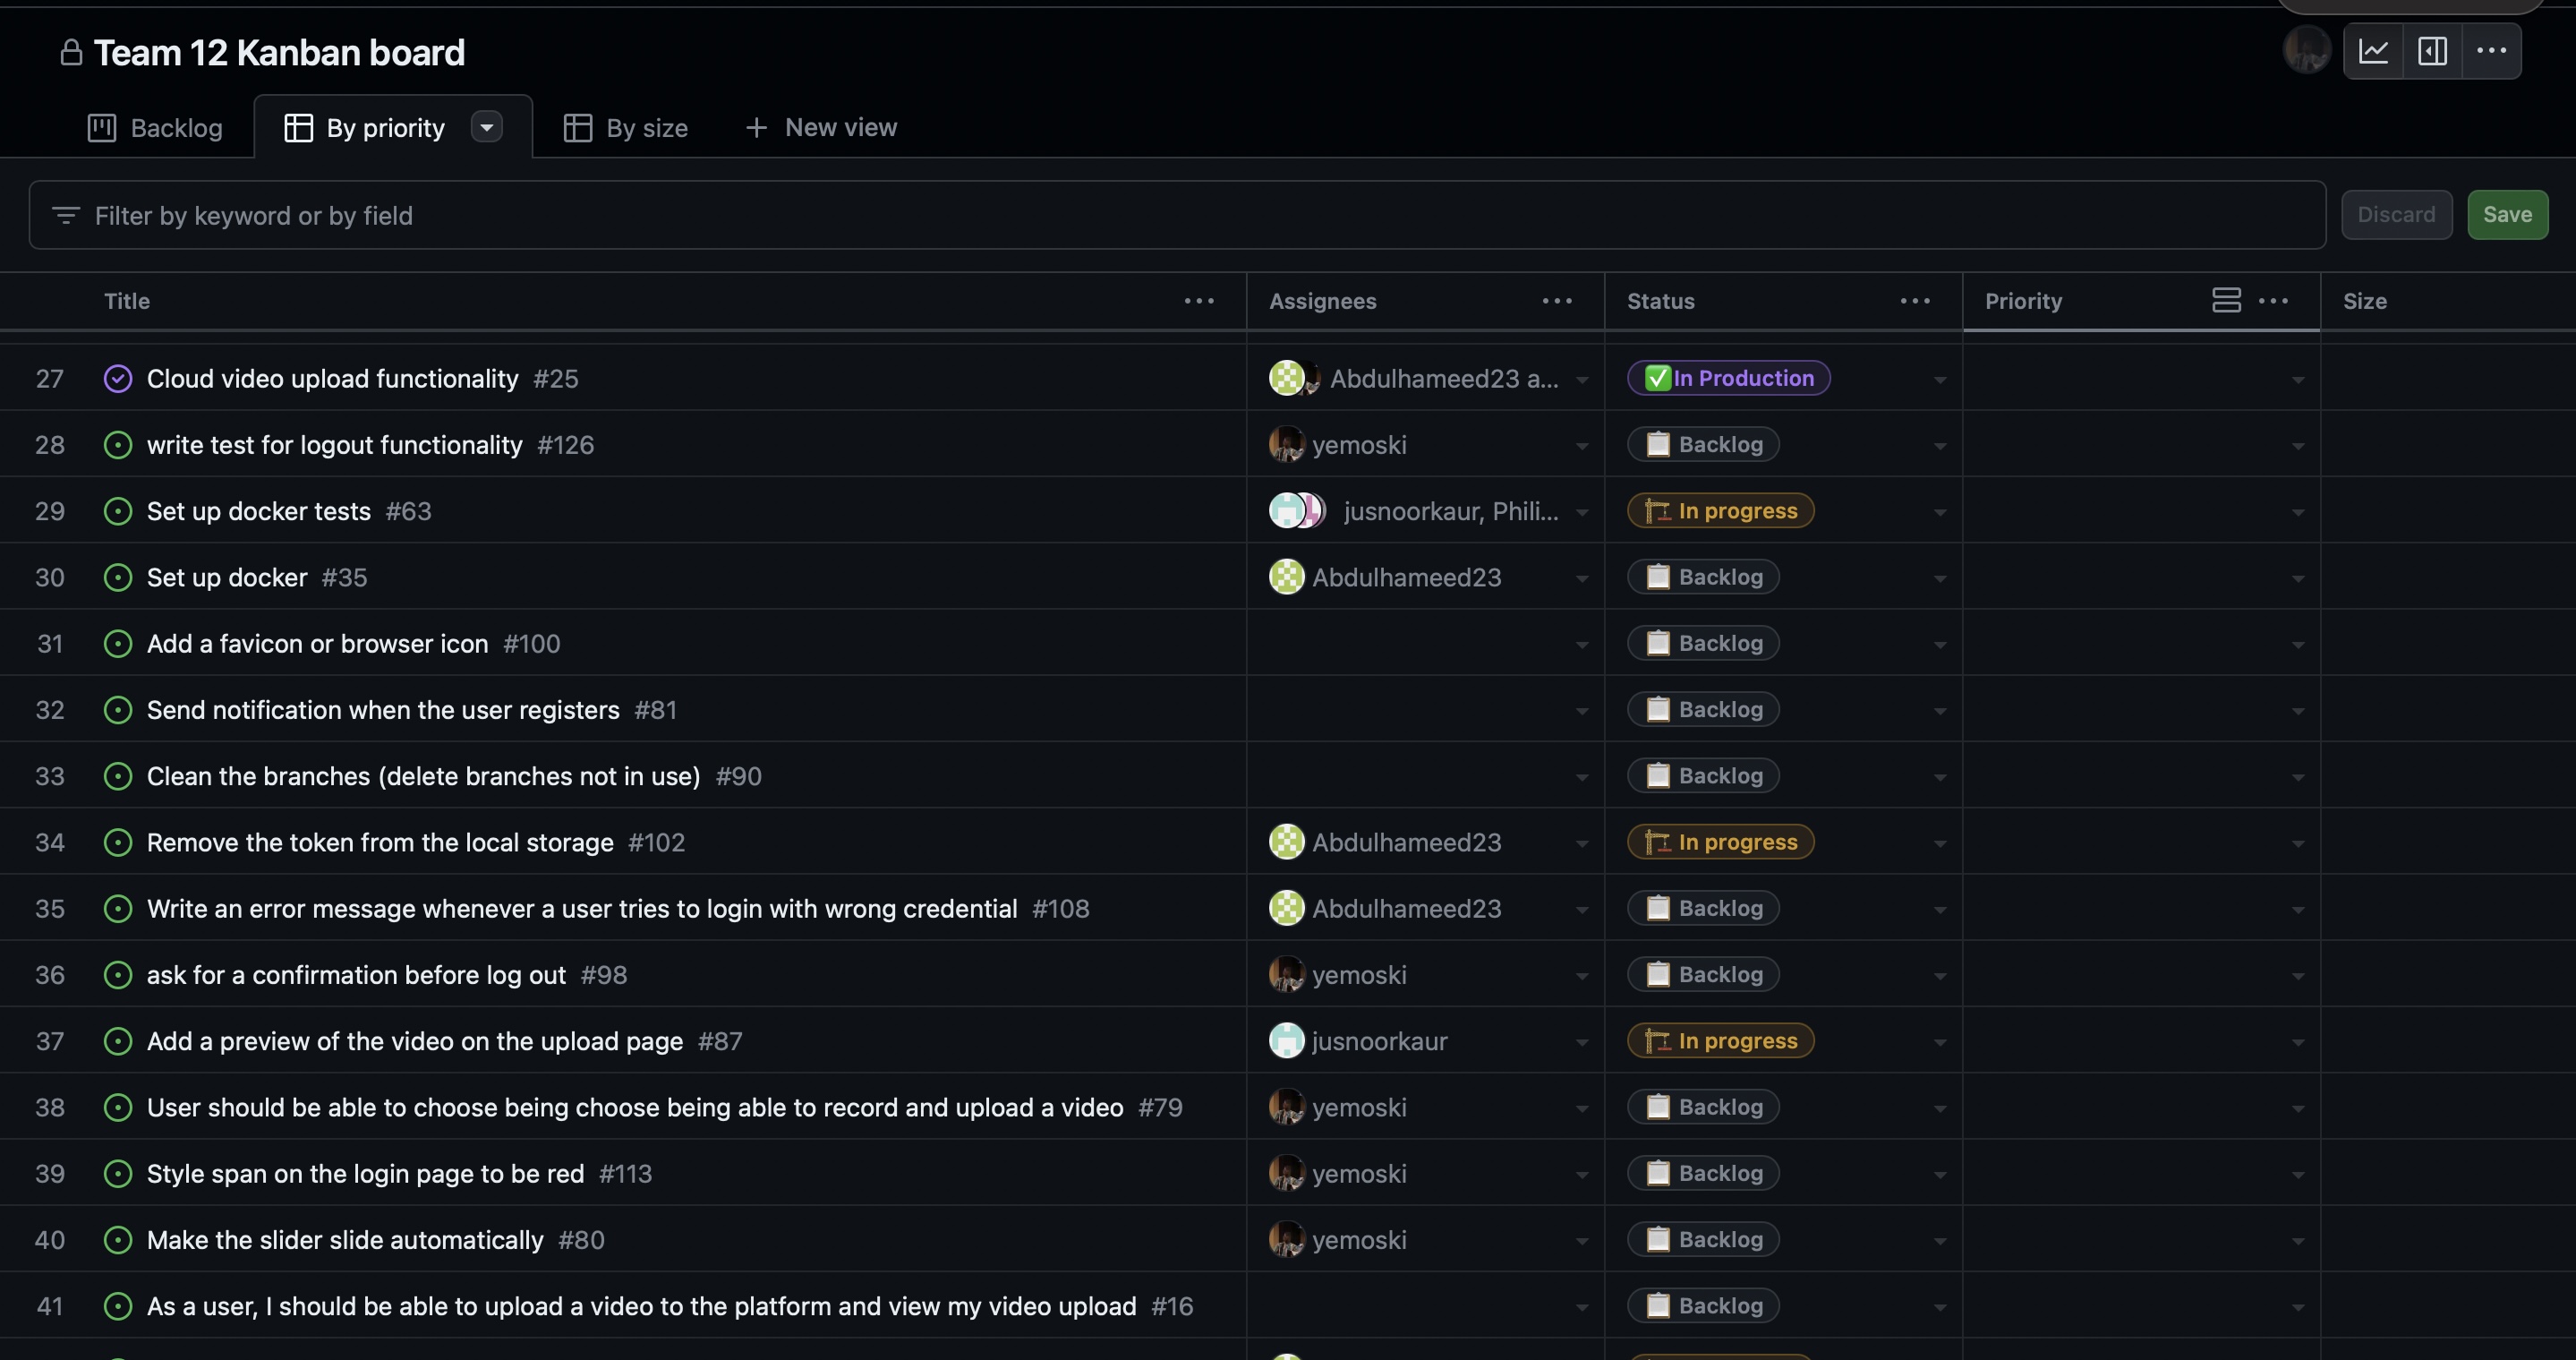 Team 12 Kanban board
Backlog
By priority
By size
New view
Filter by keyword or by field
Discard
Save
Title Assignees Status Priority Size
27 Cloud video upload functionality #25 Abdulhameed23 a... In Production
28 write test for logout functionality #126 yemoski Backlog
29 Set up docker tests #63 jusnoorkaur, Phili... In progress
30 Set up docker #35 Abdulhameed23 Backlog
31 Add a favicon or browser icon #100 Backlog
32 Send notification when the user registers #81 Backlog
33 Clean the branches (delete branches not in use) #90 Backlog
34 Remove the token from the local storage #102 Abdulhameed23 In progress
35 Write an error message whenever a user tries to login with wrong credential #108 Abdulhameed23 Backlog
36 ask for a confirmation before log out #98 yemoski Backlog
37 Add a preview of the video on the upload page #87 jusnoorkaur In progress
38 User should be able to choose being choose being able to record and upload a video #79 yemoski Backlog
39 Style span on the login page to be red #113 yemoski Backlog
40 Make the slider slide automatically #80 yemoski Backlog
41 As a user, I should be able to upload a video to the platform and view my video upload #16 Backlog